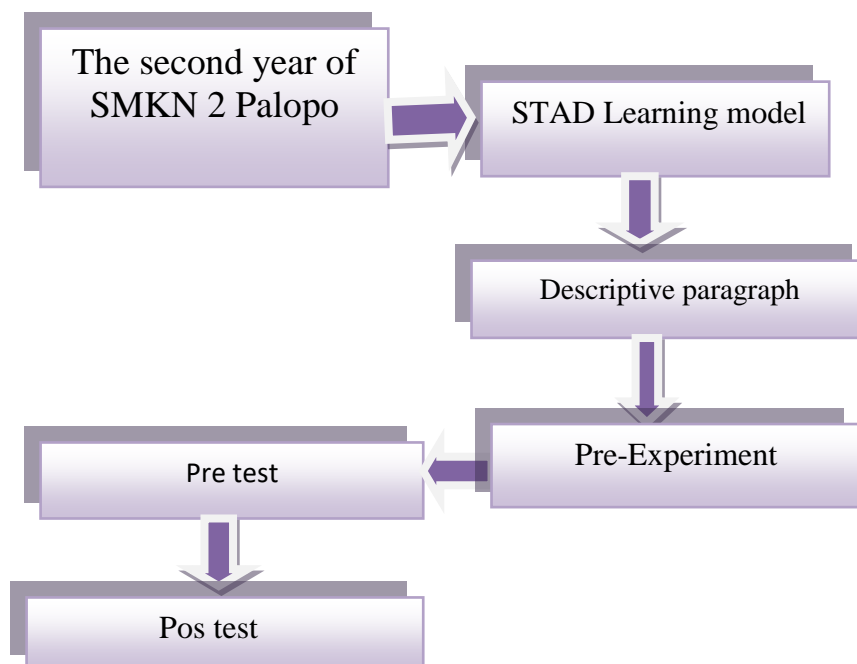 The second year of
SMKN 2 Palopo
STAD Learning model
Descriptive paragraph
Pre-Experiment
Pre test
Pos test